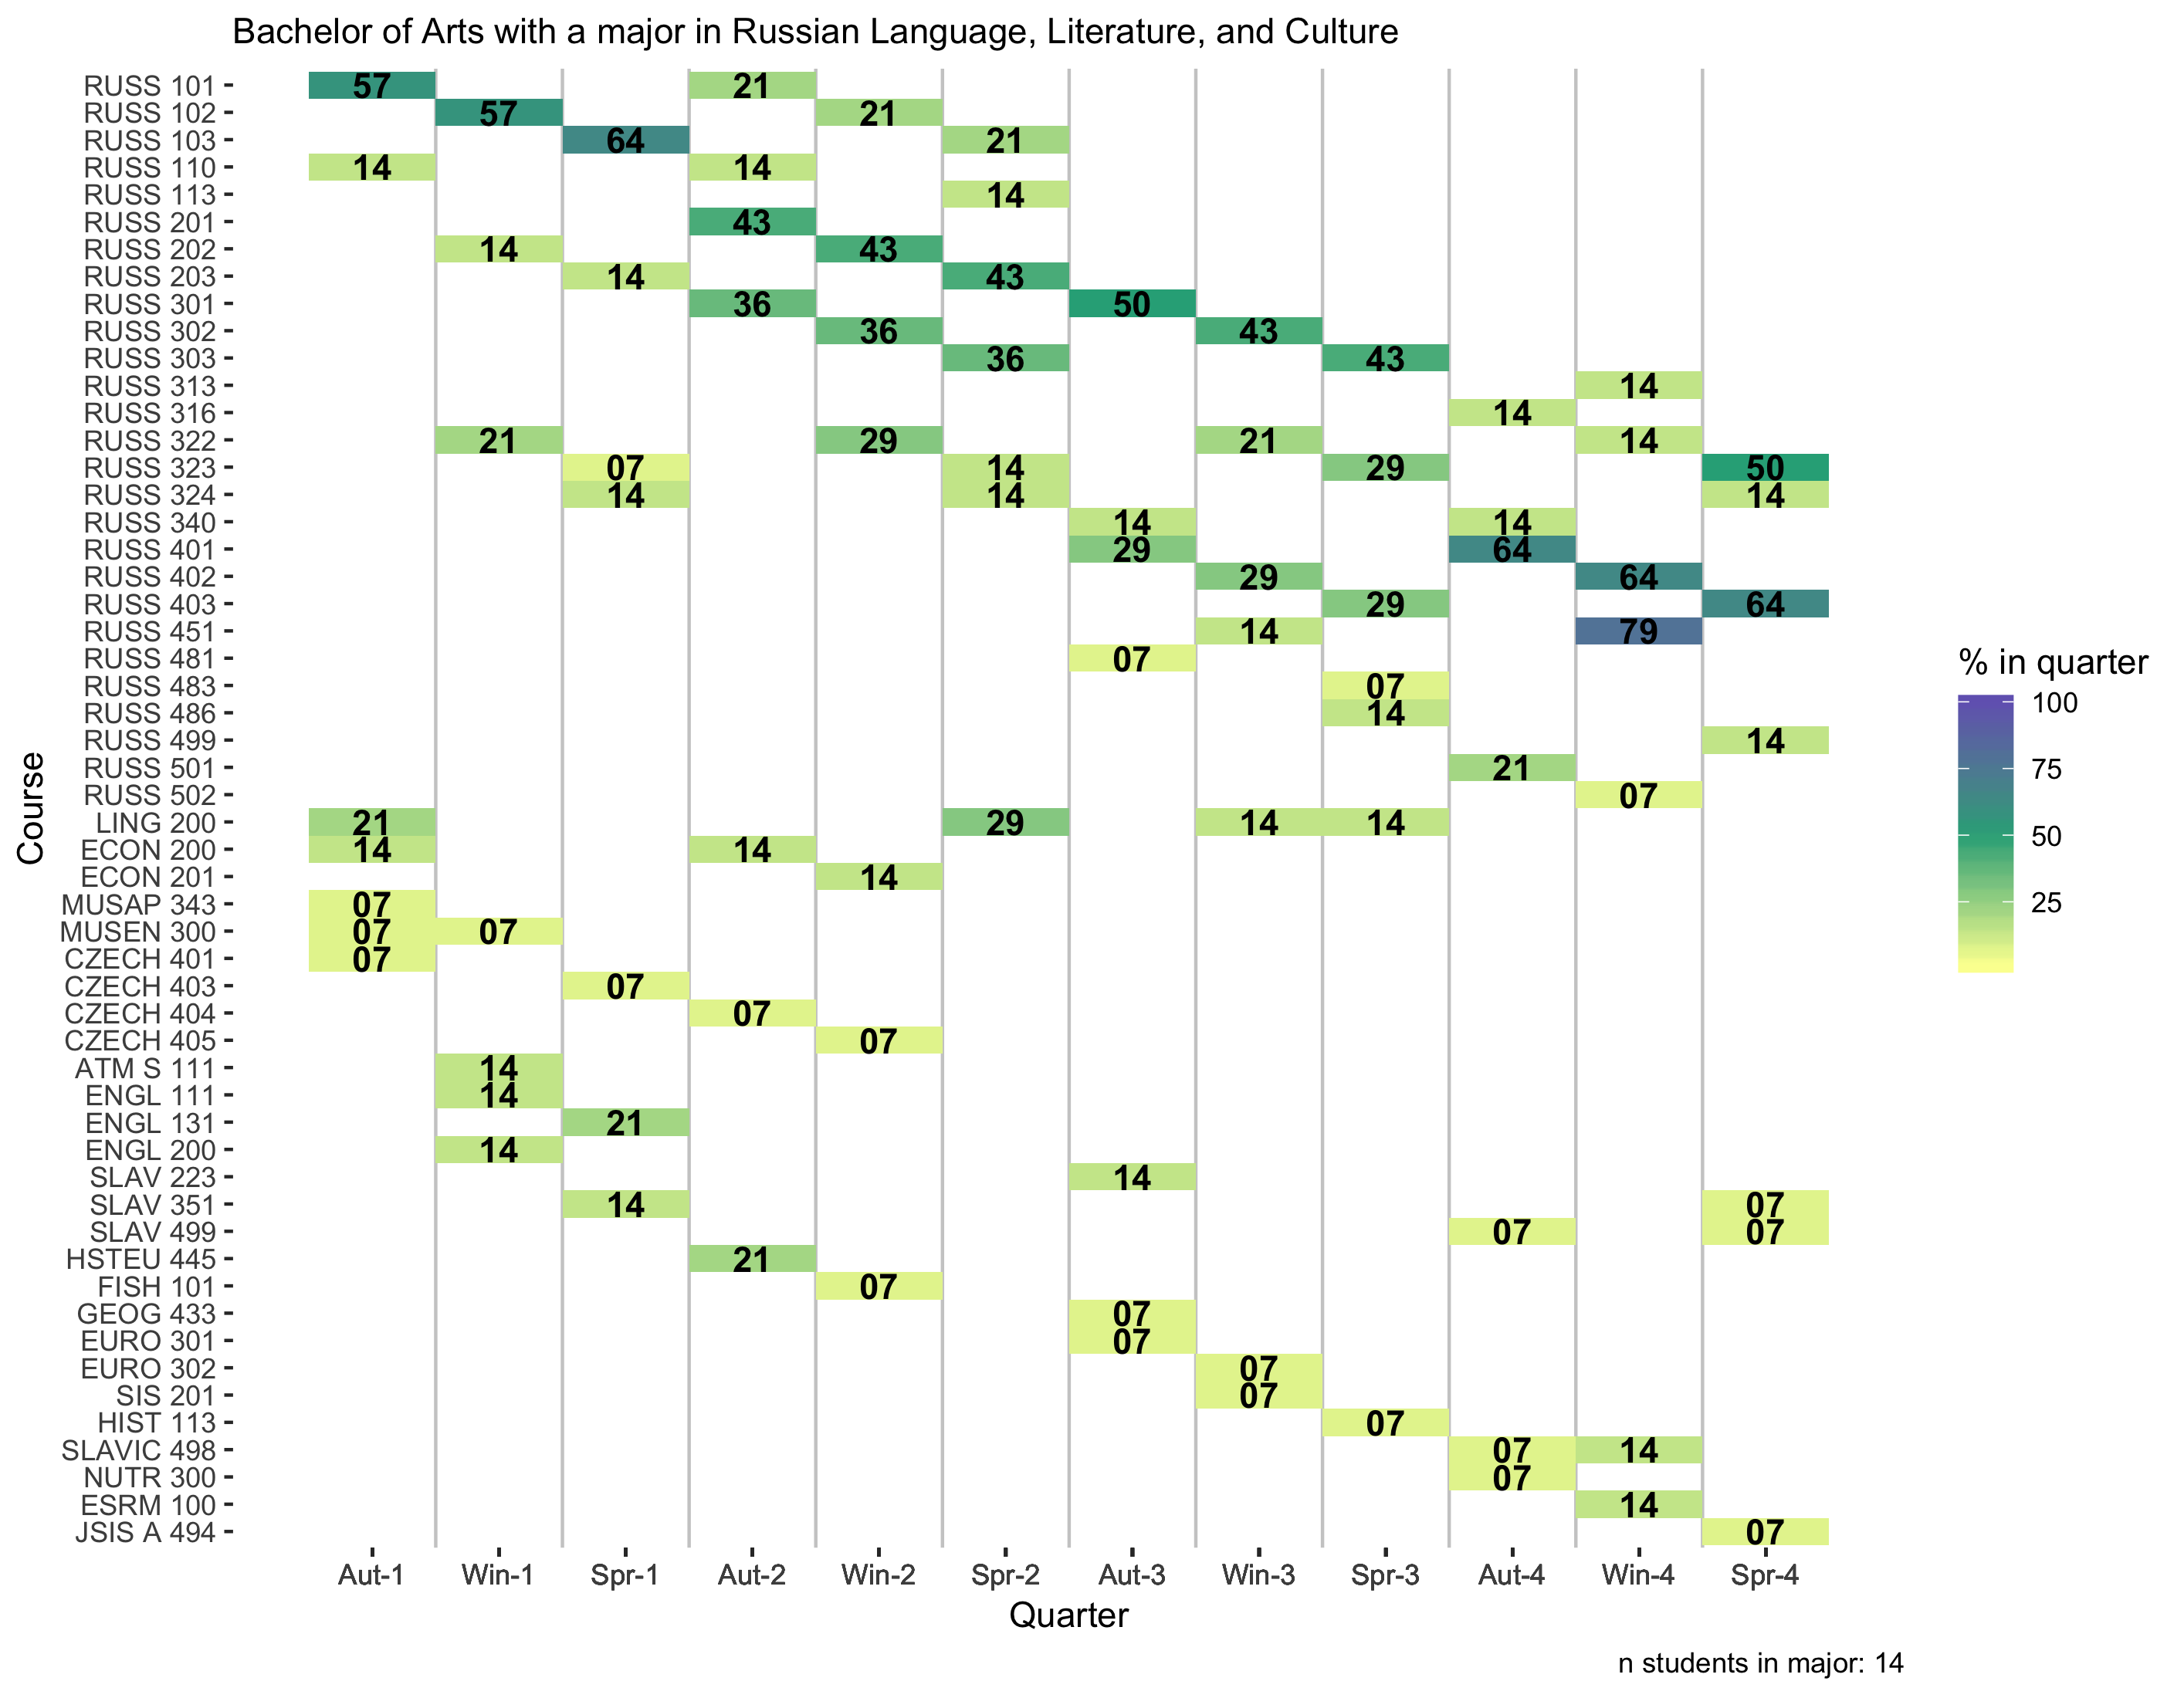 Bachelor of Arts with a major in Russian Language, Literature, and Culture
RUSS 101 57 21
RUSS 102 57 21
RUSS 103 64 21
RUSS 110 14 14
RUSS 113 14
RUSS 201 43
RUSS 202 14 43
RUSS 203 14 43
RUSS 301 36 50
RUSS 302 36 43
RUSS 303 36 43
RUSS 313 14
RUSS 316 14
RUSS 322 21 29 21 14
RUSS 323 07 14 29 50
RUSS 324 14 14 14
RUSS 340 14 14
RUSS 401 29 64
RUSS 402 29 64
RUSS 403 29 64
RUSS 451 14 79
RUSS 481 07
RUSS 483 07
RUSS 486 14
RUSS 499 14
RUSS 501 21
RUSS 502 07
LING 200 21 29 14 14
ECON 200 14 14
ECON 201 14
MUSAP 343 07
MUSEN 300 07 07
CZECH 401 07
CZECH 403 07
CZECH 404 07
CZECH 405 07
ATM S 111 14
ENGL 111 14
ENGL 131 21
ENGL 200 14
SLAV 223 14
SLAV 351 14 07
SLAV 499 07 07
HSTEU 445 21
FISH 101 07
GEOG 433 07
EURO 301 07
EURO 302 07
SIS 201 07
HIST 113 07
SLAVIC 498 07 14
NUTR 300 07
ESRM 100 14
JSIS A 494 07
Aut-1 Win-1 Spr-1 Aut-2 Win-2 Spr-2 Aut-3 Win-3 Spr-3 Aut-4 Win-4 Spr-4
Quarter
Course
% in quarter
100
75
50
25
n students in major: 14